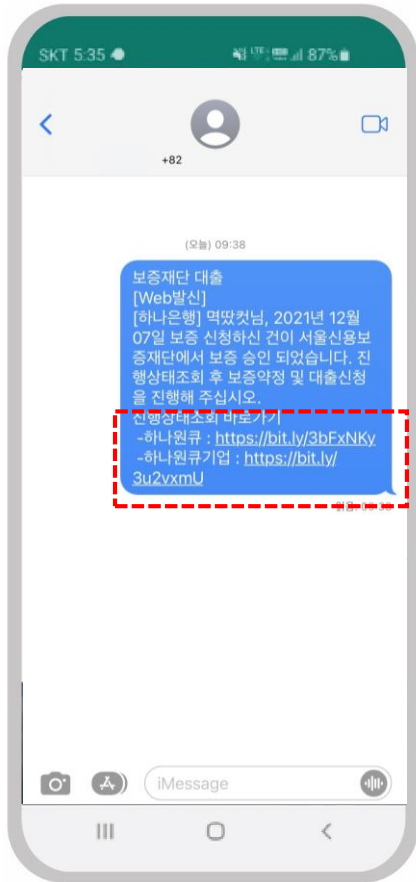 SKT 5:35
LTE 87%
+82
(오늘) 09:38
보증재단 대출
[Web발신]
[하나은행] 멱땄컷님, 2021년 12월
07일 보증 신청하신 건이 서울신용보
증재단에서 보증 승인 되었습니다. 진
행상태조회 후 보증약정 및 대출신청
을 진행해 주십시오.
진행상태조회 바로가기
-하나원큐 : https://bit.ly/3bFxNKy
-하나원큐기업 : https://bit.ly/
3u2vxmU
읽음 09:38
iMessage